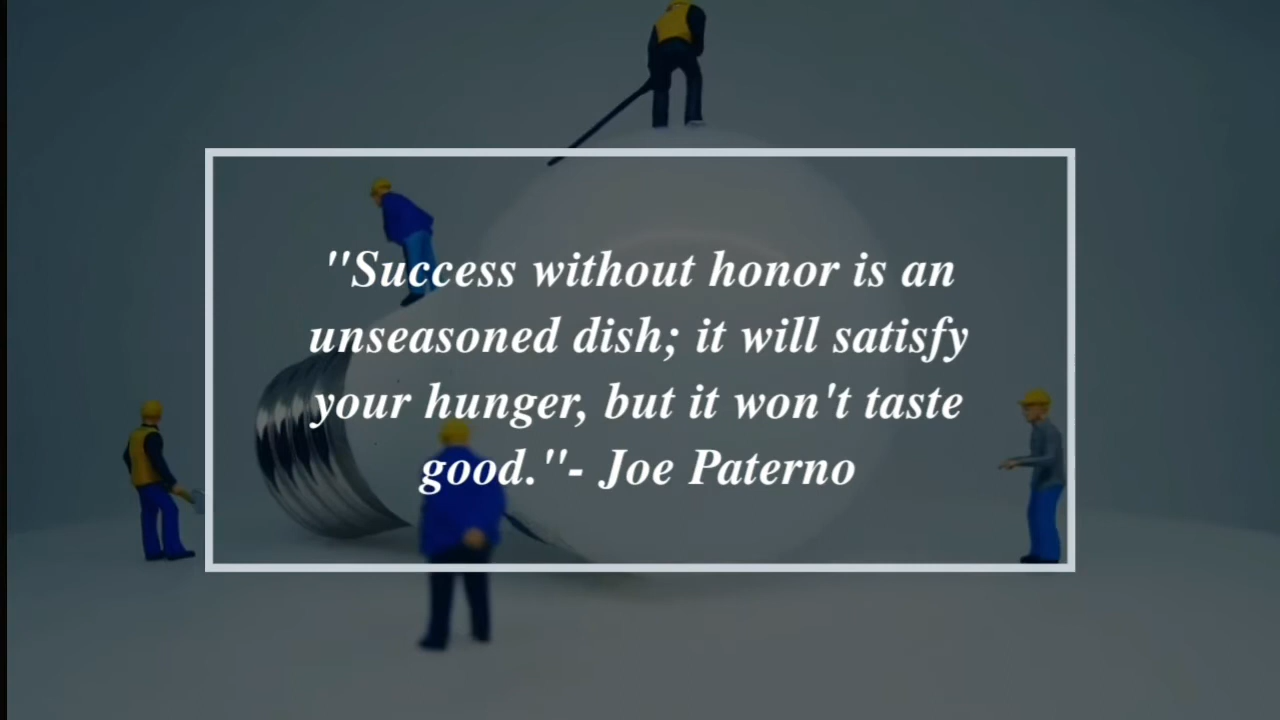 "Success without honor is an
unseasoned dish; it will satisfy
your hunger, but it won't taste
good."- Joe Paterno